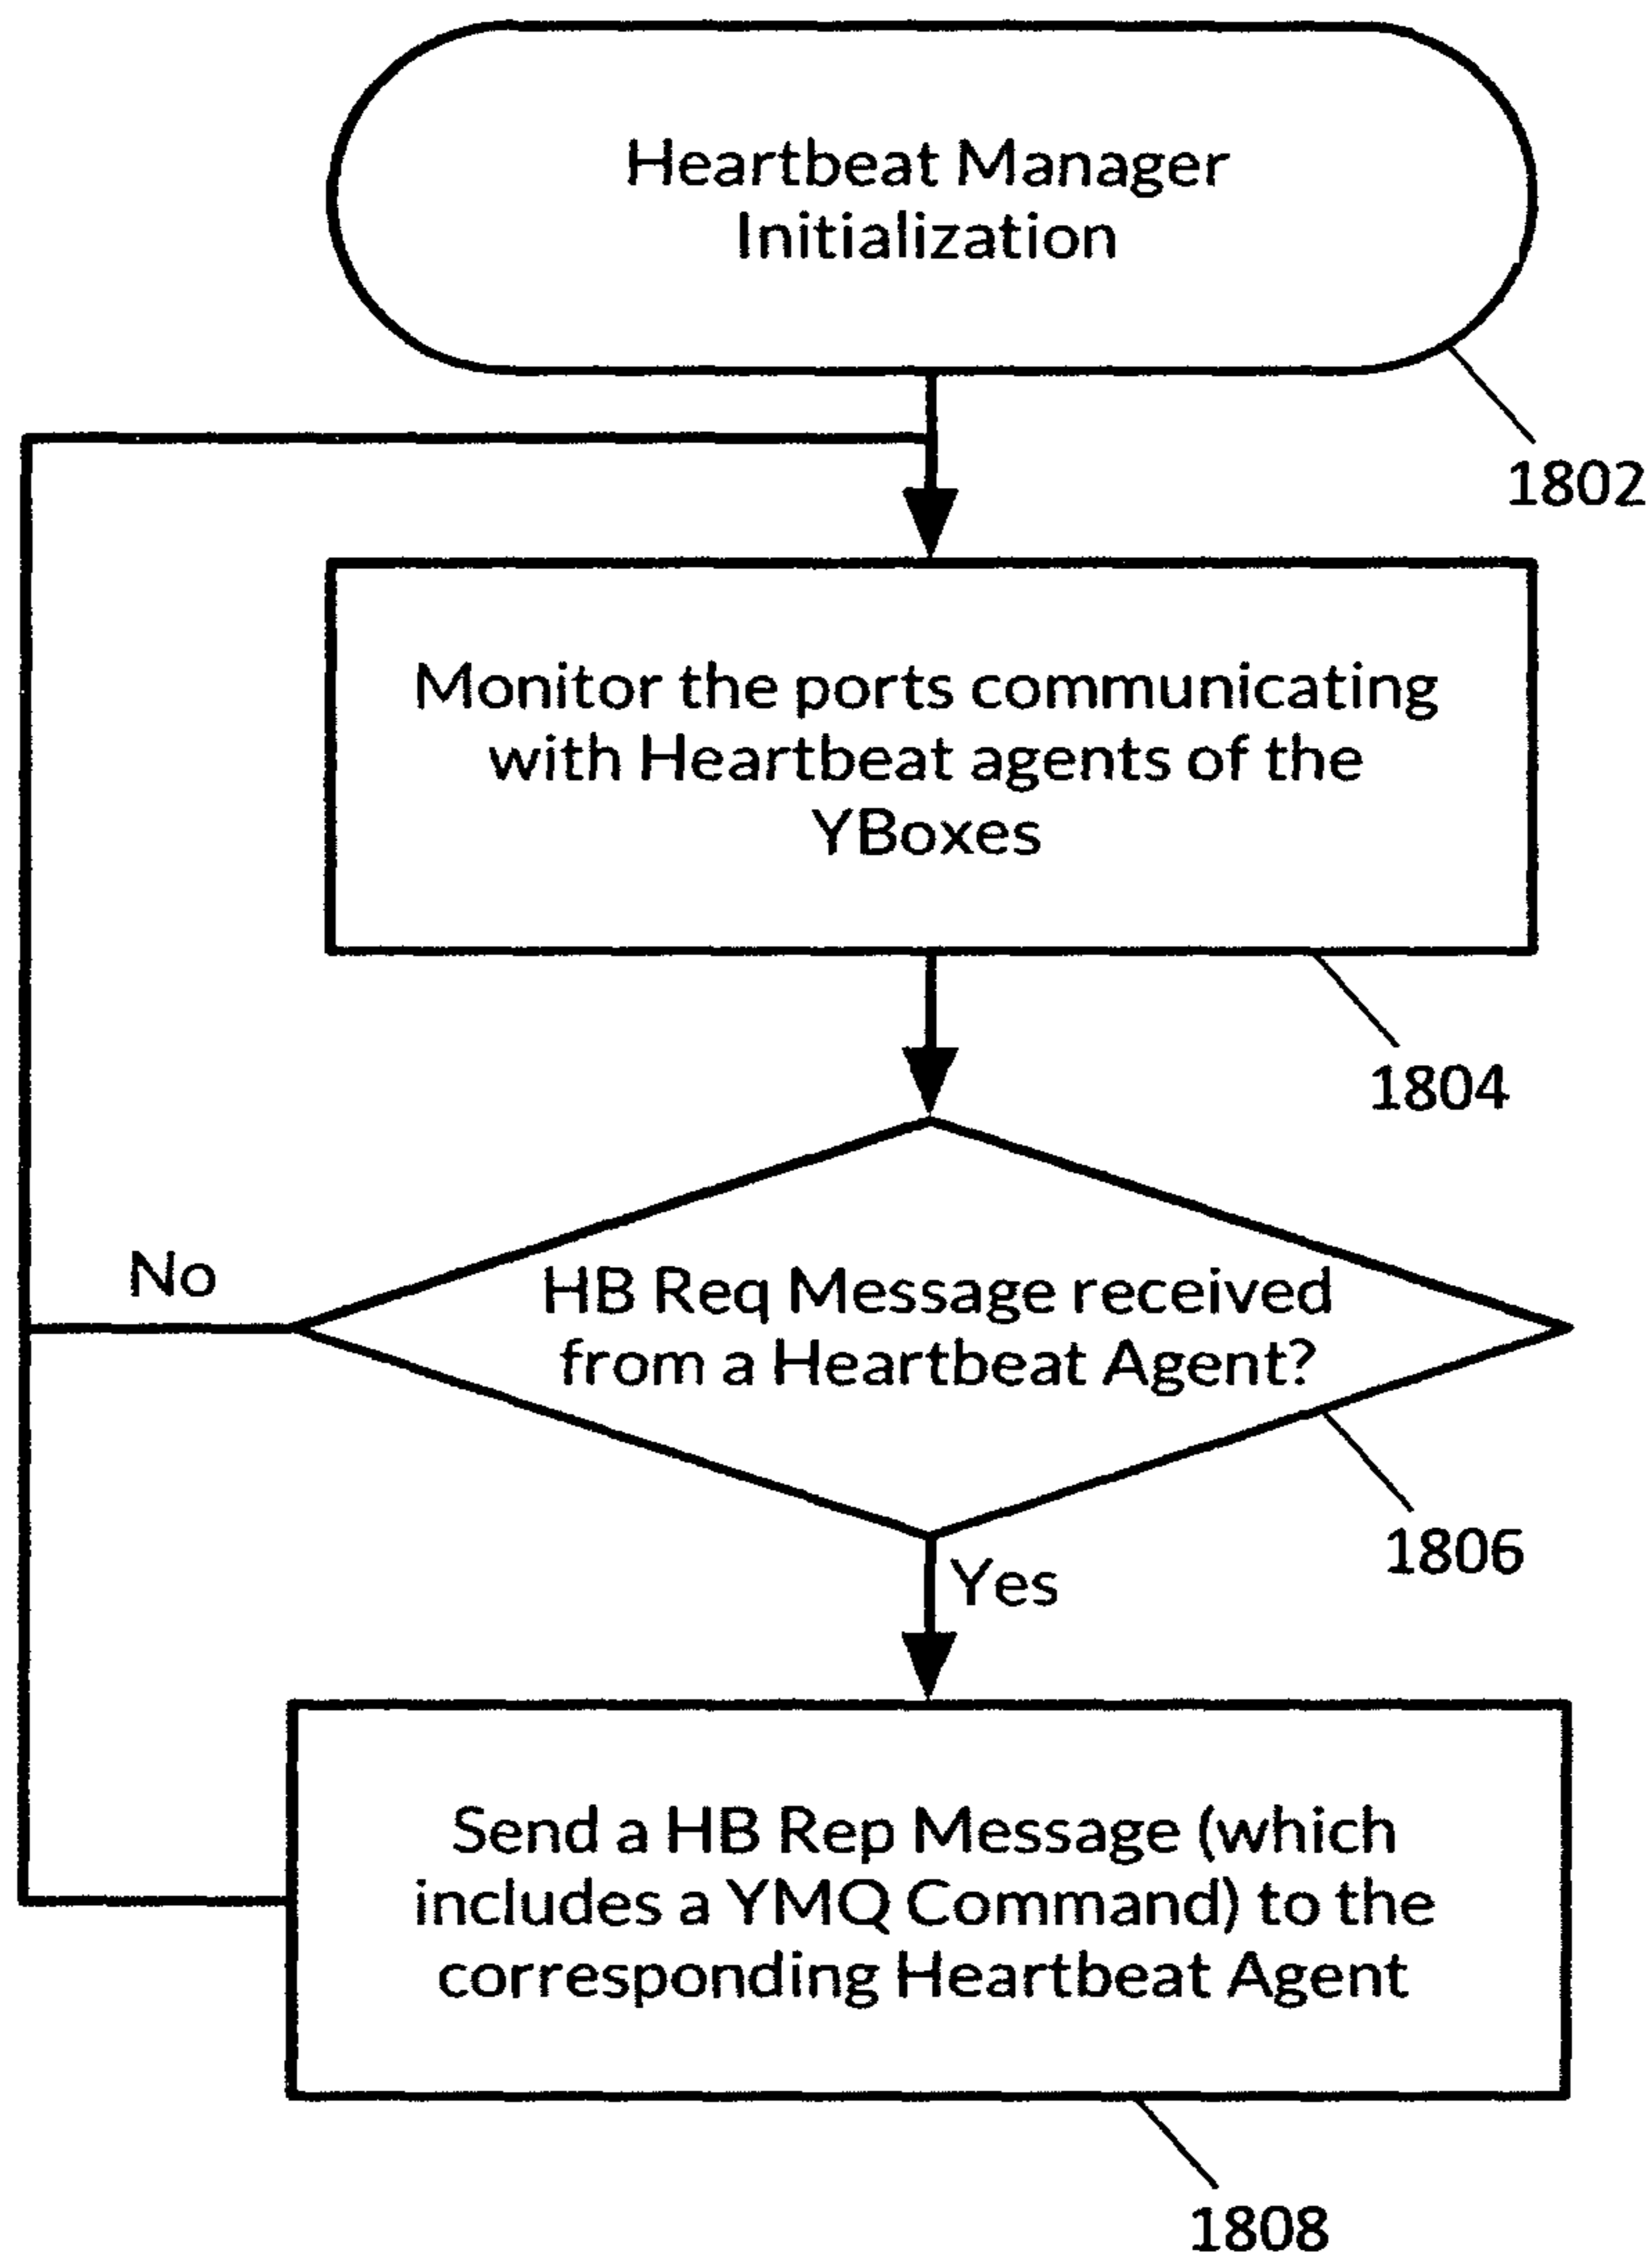 Heartbeat Manager
Initialization
1802
Monitor the ports communicating
with Heartbeat agents of the
YBoxes
1804
No
HB Req Message received
from a Heartbeat Agent?
1806
Yes
Send a HB Rep Message (which
includes a YMQ Command) to the
corresponding Heartbeat Agent
1808